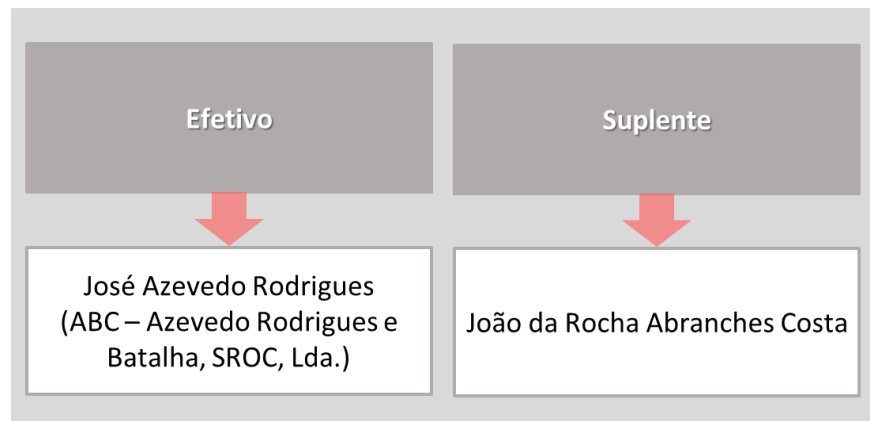 Efetivo
Suplente
José Azevedo Rodrigues
(ABC – Azevedo Rodrigues e
Batalha, SROC, Lda.)
João da Rocha Abranches Costa